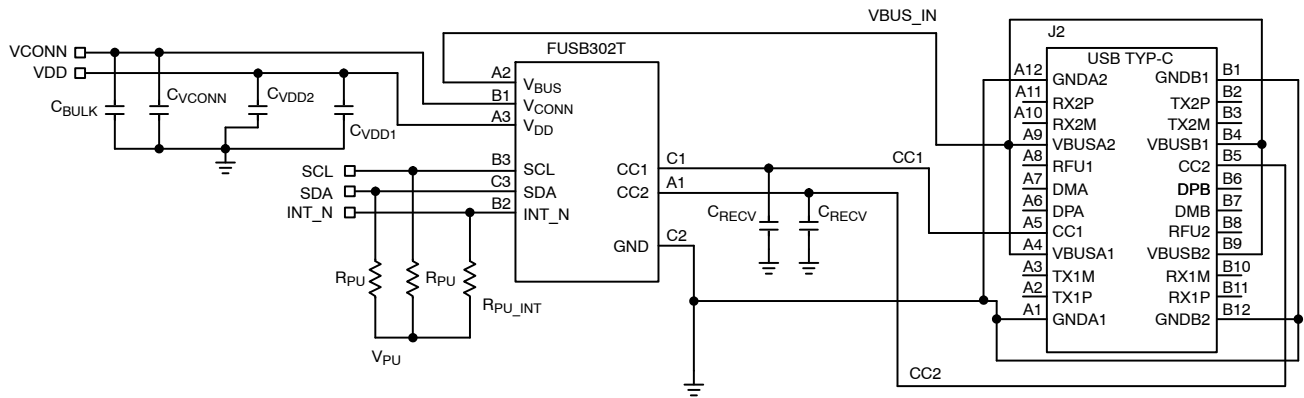 VBUS_IN
J2
VCONN
VDD
CBULK
CVCONN
CVDD2
CVDD1
FUSB302T
A2 VBUS
B1 VCONN
A3 VDD
B3 SCL
C3 SDA
B2 INT_N
CC1 C1
CC2 A1
GND C2
SCL
SDA
INT_N
RPU
RPU
RPU_INT
VPU
CRECV
CRECV
CC1
CC2
USB TYP-C
A12 GNDA2 GNDB1 B1
A11 RX2P TX2P B2
A10 RX2M TX2M B3
A9 VBUSA2 VBUSB1 B4
A8 RFU1 CC2 B5
A7 DMA DPB B6
A6 DPA DMB B7
A5 CC1 RFU2 B8
A4 VBUSA1 VBUSB2 B9
A3 TX1M RX1M B10
A2 TX1P RX1P B11
A1 GNDA1 GNDB2 B12